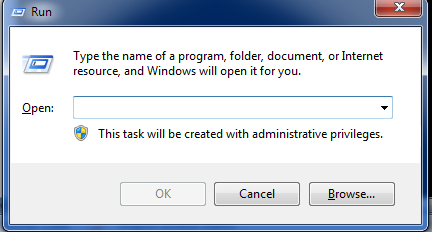 Run
Type the name of a program, folder, document, or Internet
resource, and Windows will open it for you.
Open:
This task will be created with administrative privileges.
OK
Cancel
Browse...